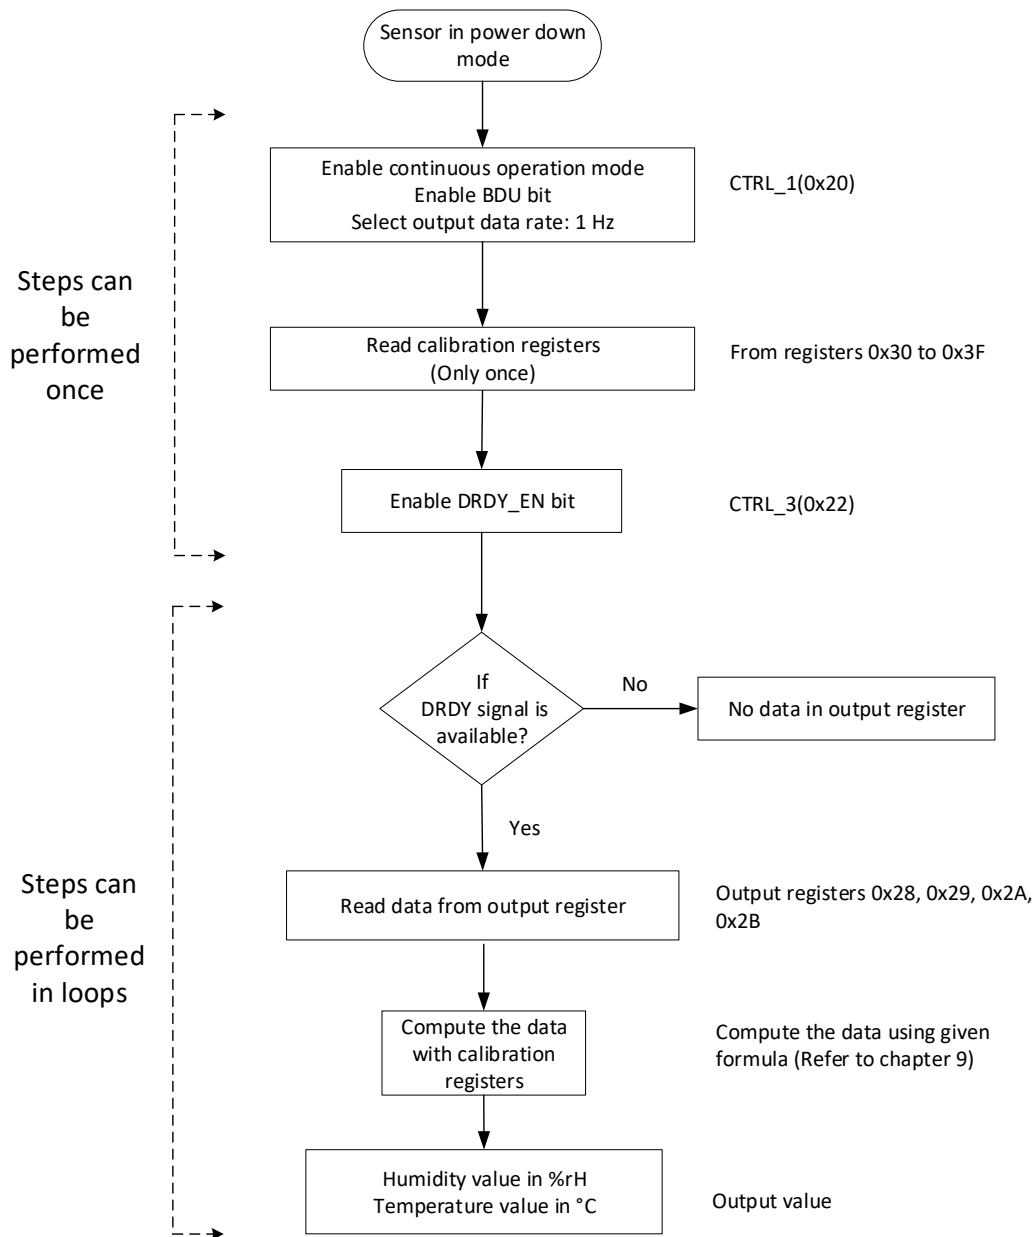 Sensor in power down
mode
Enable continuous operation mode
Enable BDU bit
Select output data rate: 1 Hz
CTRL_1(0x20)
Steps can
be
performed
once
Read calibration registers
(Only once)
From registers 0x30 to 0x3F
Enable DRDY_EN bit
CTRL_3(0x22)
If
DRDY signal is
available?
No
No data in output register
Yes
Steps can
be
performed
in loops
Read data from output register
Output registers 0x28, 0x29, 0x2A,
0x2B
Compute the data
with calibration
registers
Compute the data using given
formula (Refer to chapter 9)
Humidity value in %rH
Temperature value in °C
Output value